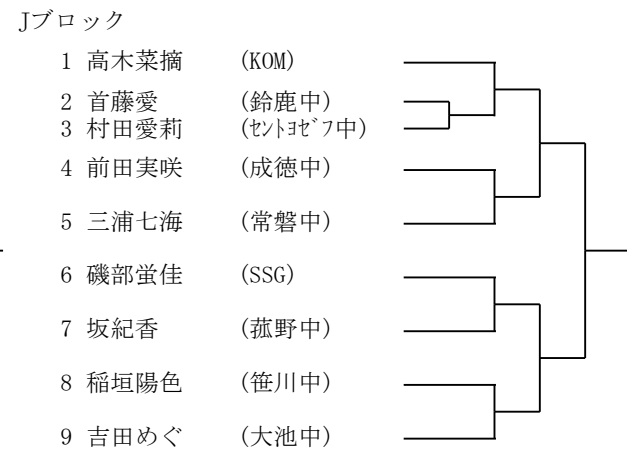 Jブロック
1 高木菜摘 (KOM)
2 首藤愛 (鈴鹿中)
3 村田愛莉 (ｾﾝﾄﾖｾﾞﾌ中)
4 前田実咲 (成徳中)
5 三浦七海 (常磐中)
6 磯部蛍佳 (SSG)
7 坂紀香 (菰野中)
8 稲垣陽色 (笹川中)
9 吉田めぐ (大池中)